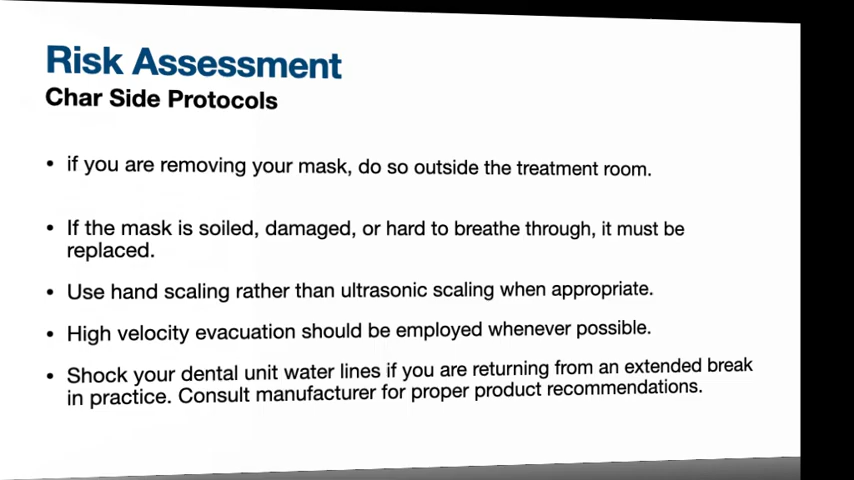 Risk Assessment
Char Side Protocols
• if you are removing your mask, do so outside the treatment room.
• If the mask is soiled, damaged, or hard to breathe through, it must be
replaced.
• Use hand scaling rather than ultrasonic scaling when appropriate.
• High velocity evacuation should be employed whenever possible.
• Shock your dental unit water lines if you are returning from an extended break
in practice. Consult manufacturer for proper product recommendations.